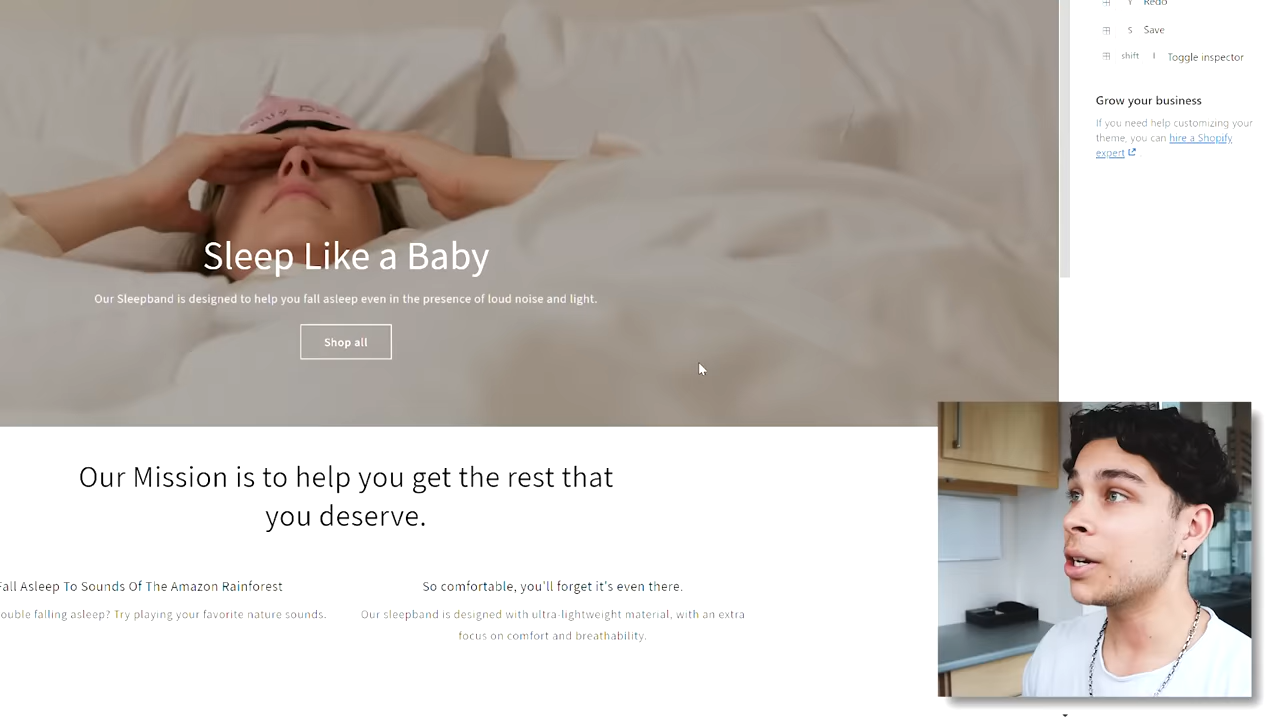 Redo
S Save
shift I Toggle inspector
Grow your business
If you need help customizing your
theme, you can hire a Shopify
expert
Sleep Like a Baby
Our Sleepband is designed to help you fall asleep even in the presence of loud noise and light.
Shop all
Our Mission is to help you get the rest that
you deserve.
Fall Asleep To Sounds Of The Amazon Rainforest
ouble falling asleep? Try playing your favorite nature sounds.
So comfortable, you'll forget it's even there.
Our sleepband is designed with ultra-lightweight material, with an extra
focus on comfort and breathability.